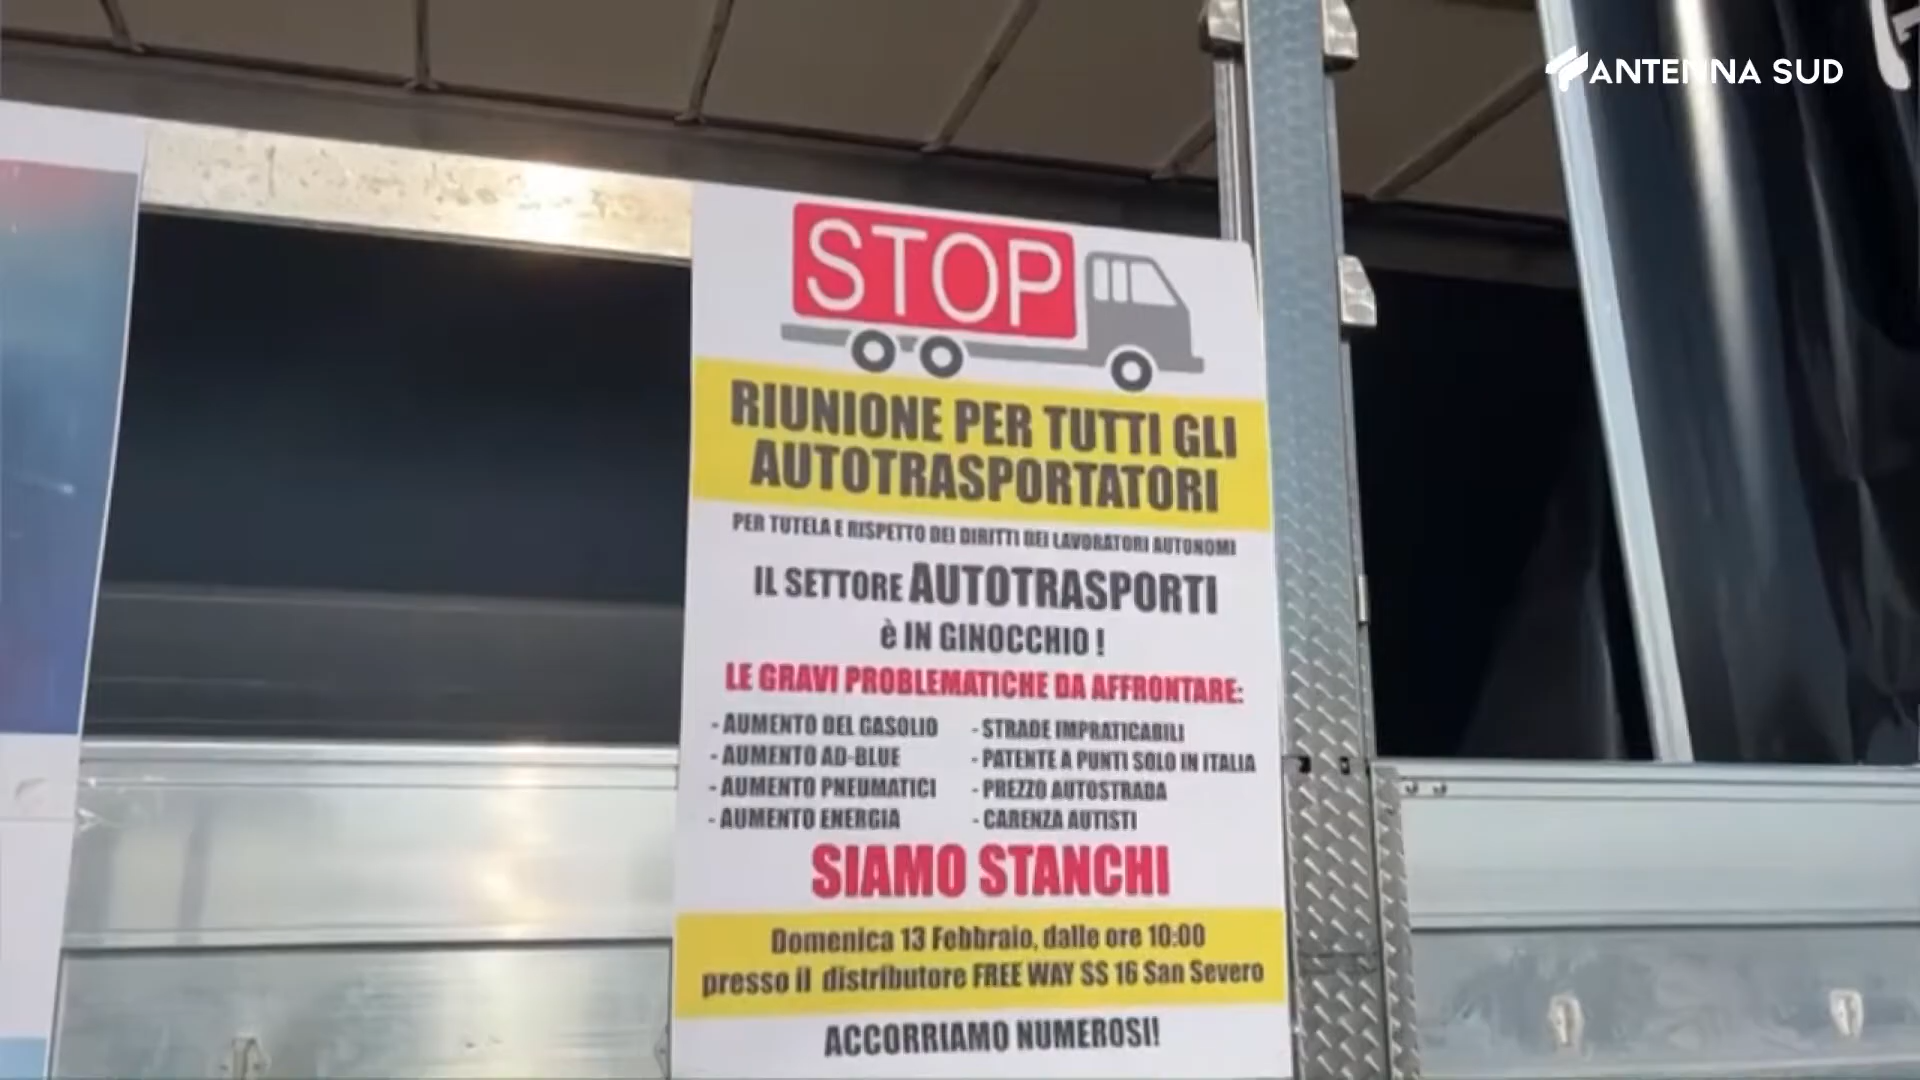 ANTENNA SUD
STOP
RIUNIONE PER TUTTI GLI
AUTOTRASPORTATORI
PER TUTELA E RISPETTO DEI DIRITTI DEI LAVORATORI AUTONOMI
IL SETTORE AUTOTRASPORTI
è IN GINOCCHIO !
LE GRAVI PROBLEMATICHE DA AFFRONTARE:
- AUMENTO DEL GASOLIO
- AUMENTO AD-BLUE
- AUMENTO PNEUMATICI
- AUMENTO ENERGIA
- STRADE IMPRATICABILI
- PATENTE A PUNTI SOLO IN ITALIA
- PREZZO AUTOSTRADA
- CARENZA AUTISTI
SIAMO STANCHI
Domenica 13 Febbraio, dalle ore 10:00
presso il distributore FREE WAY SS 16 San Severo
ACCORRIAMO NUMEROSI!